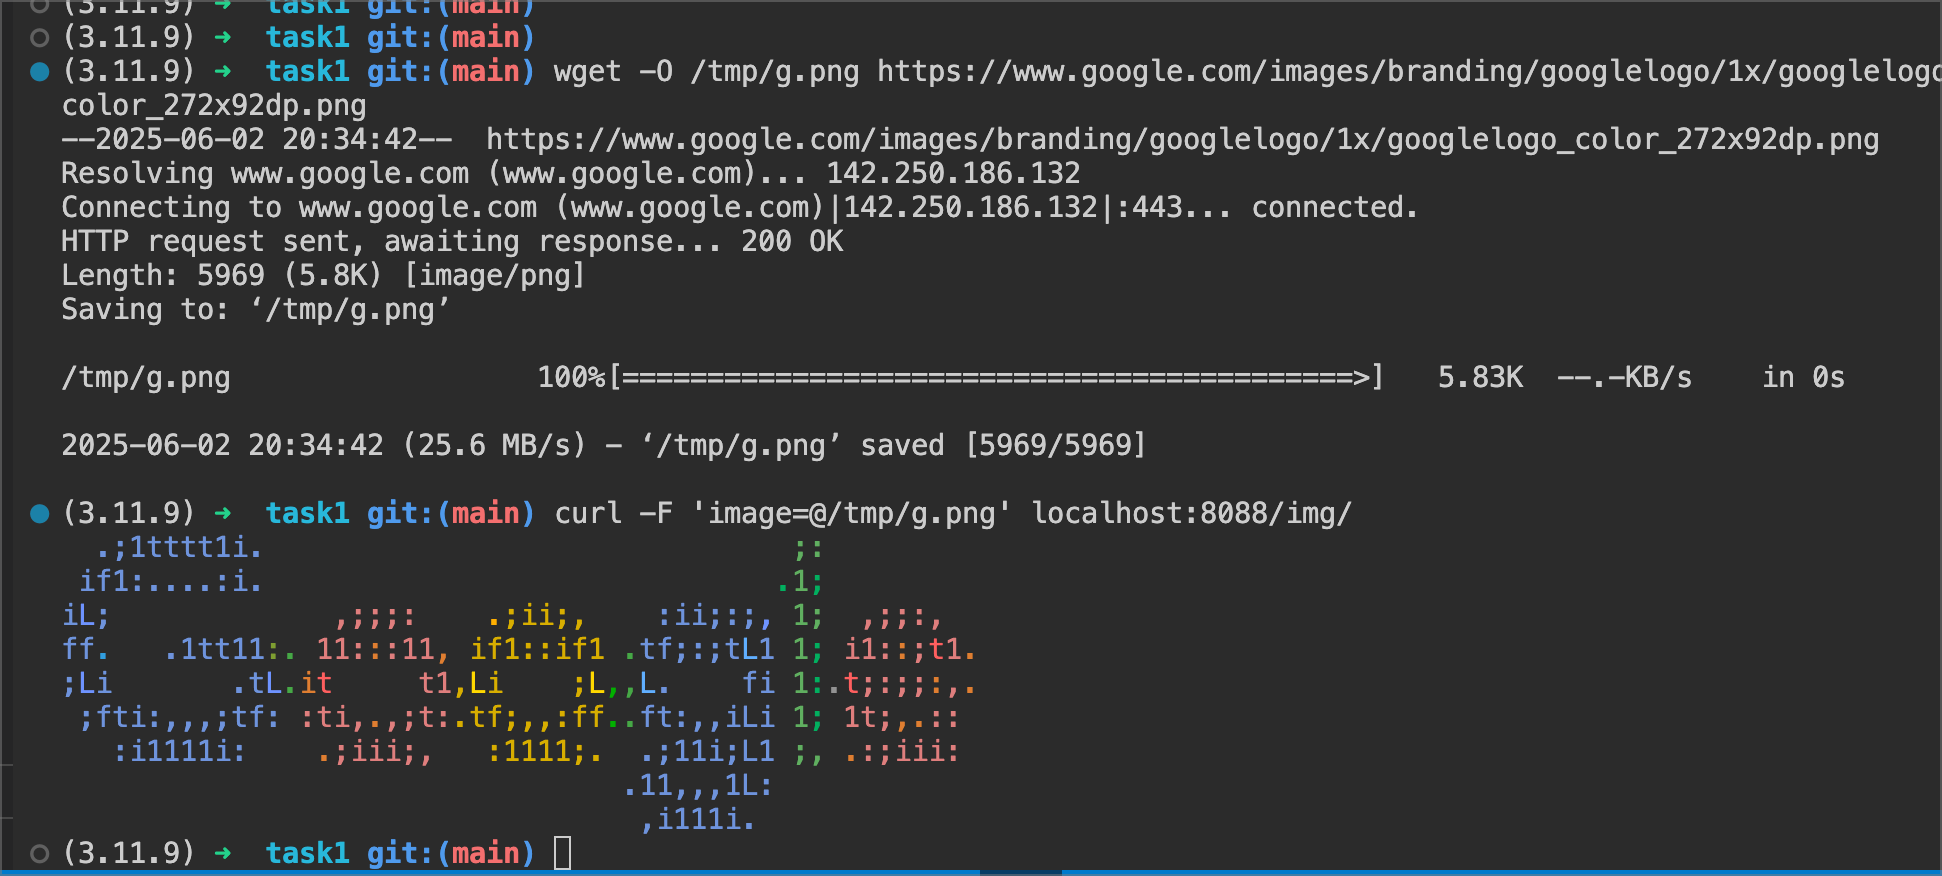 (3.11.9) ➜  task1 git:(main)
(3.11.9) ➜  task1 git:(main)
(3.11.9) ➜  task1 git:(main) wget -O /tmp/g.png https://www.google.com/images/branding/googlelogo/1x/googlelogo
color_272x92dp.png
--2025-06-02 20:34:42--  https://www.google.com/images/branding/googlelogo/1x/googlelogo_color_272x92dp.png
Resolving www.google.com (www.google.com)... 142.250.186.132
Connecting to www.google.com (www.google.com)|142.250.186.132|:443... connected.
HTTP request sent, awaiting response... 200 OK
Length: 5969 (5.8K) [image/png]
Saving to: ‘/tmp/g.png’
/tmp/g.png                  100%[===========================================>]   5.83K  --.-KB/s    in 0s
2025-06-02 20:34:42 (25.6 MB/s) - ‘/tmp/g.png’ saved [5969/5969]
(3.11.9) ➜  task1 git:(main) curl -F 'image=@/tmp/g.png' localhost:8088/img/
  .;1tttt1i.                               ;:
 if1:....:i.                              .1;
iL;             ,;;;:    .;ii;,    :ii;:;, 1;  ,;;:,
ff.   .1tt11:. 11:::11, if1::if1 .tf;:;tL1 1; i1::;t1.
;Li       .tL.it     t1,Li    ;L,,L.    fi 1:.t;:;;:,.
 ;fti:,,,;tf: :ti,.,;t:.tf;,,:ff..ft:,,iLi 1; 1t;,.::
   :i1111i:    .;iii;,   :1111;.  .;11i;L1 ;, .:;iii:
                                 .11,,,1L:
                                  ,i111i.
(3.11.9) ➜  task1 git:(main)